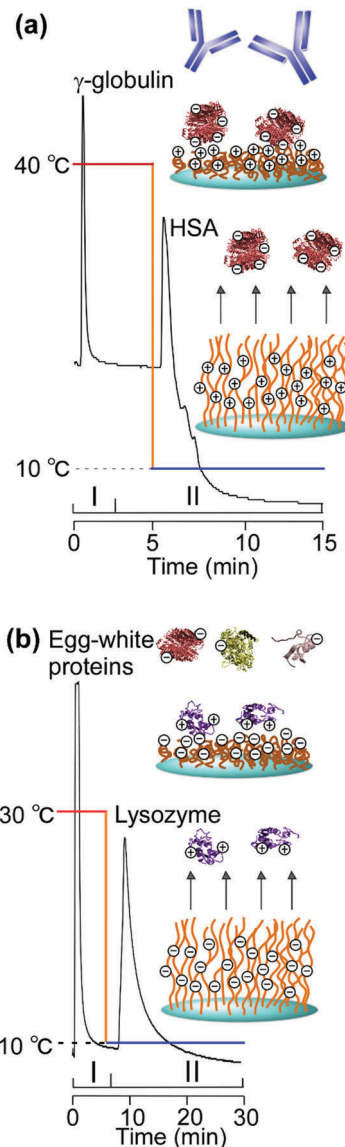 (a)
γ-globulin
40 °C
HSA
10 °C
I II
0 5 10 15
Time (min)
(b) Egg-white
proteins
30 °C
Lysozyme
10 °C
I II
0 10 20 30
Time (min)